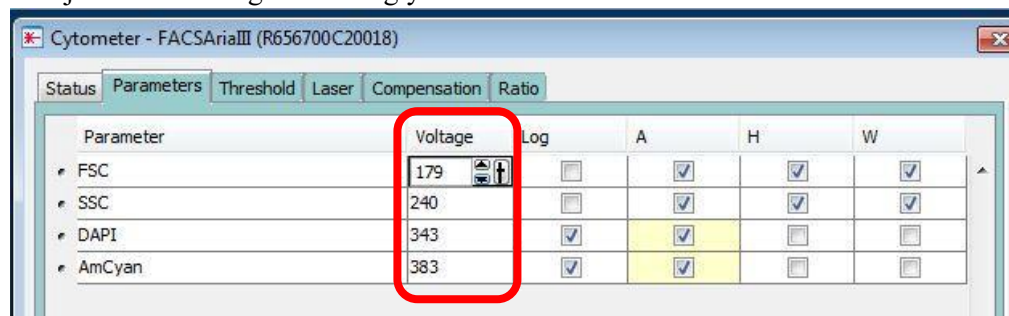 Cytometer - FACSAriaIII (R656700C20018)
Status Parameters Threshold Laser Compensation Ratio
Parameter Voltage Log A H W
FSC 179
SSC 240
DAPI 343
AmCyan 383